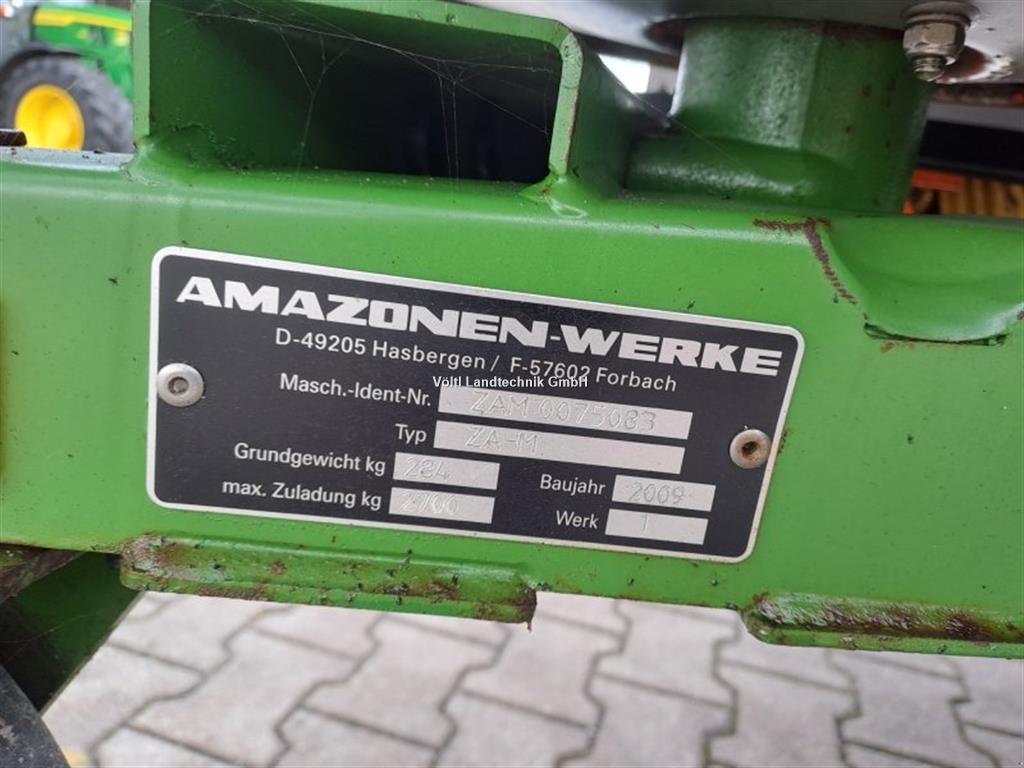 AMAZONEN-WERKE
D-49205 Hasbergen / F-57602 Forbach
Völtl Landtechnik GmbH
Masch.-Ident-Nr. ZAM 0075083
Typ ZA-M
Grundgewicht kg 284
Baujahr 2009
max. Zuladung kg 2700
Werk 1